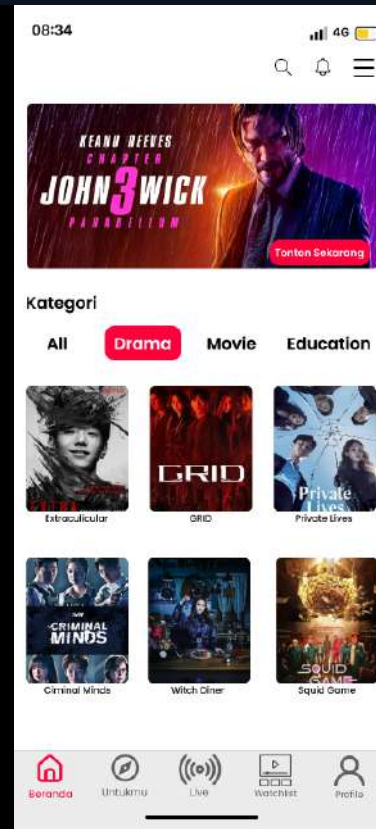 08:34
4G
KEANU REEVES
CHAPTER
JOHN 3 WICK
PARABELLUM
Tonton Sekarang
Kategori
All
Drama
Movie
Education
GRID
Private
Lives
Extraculicular
GRID
Private Lives
CRIMINAL
MINDS
SQUID
GAME
Ciminal Minds
Witch Diner
Squid Game
Beranda
Untukmu
Live
Watchlist
Profile